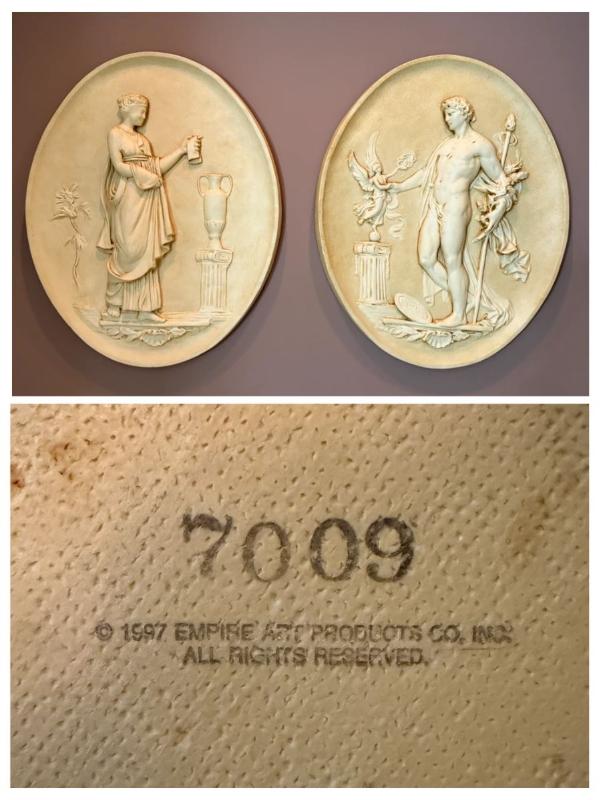 7009
© 1997 EMPIRE ART PRODUCTS CO. INC.
ALL RIGHTS RESERVED.